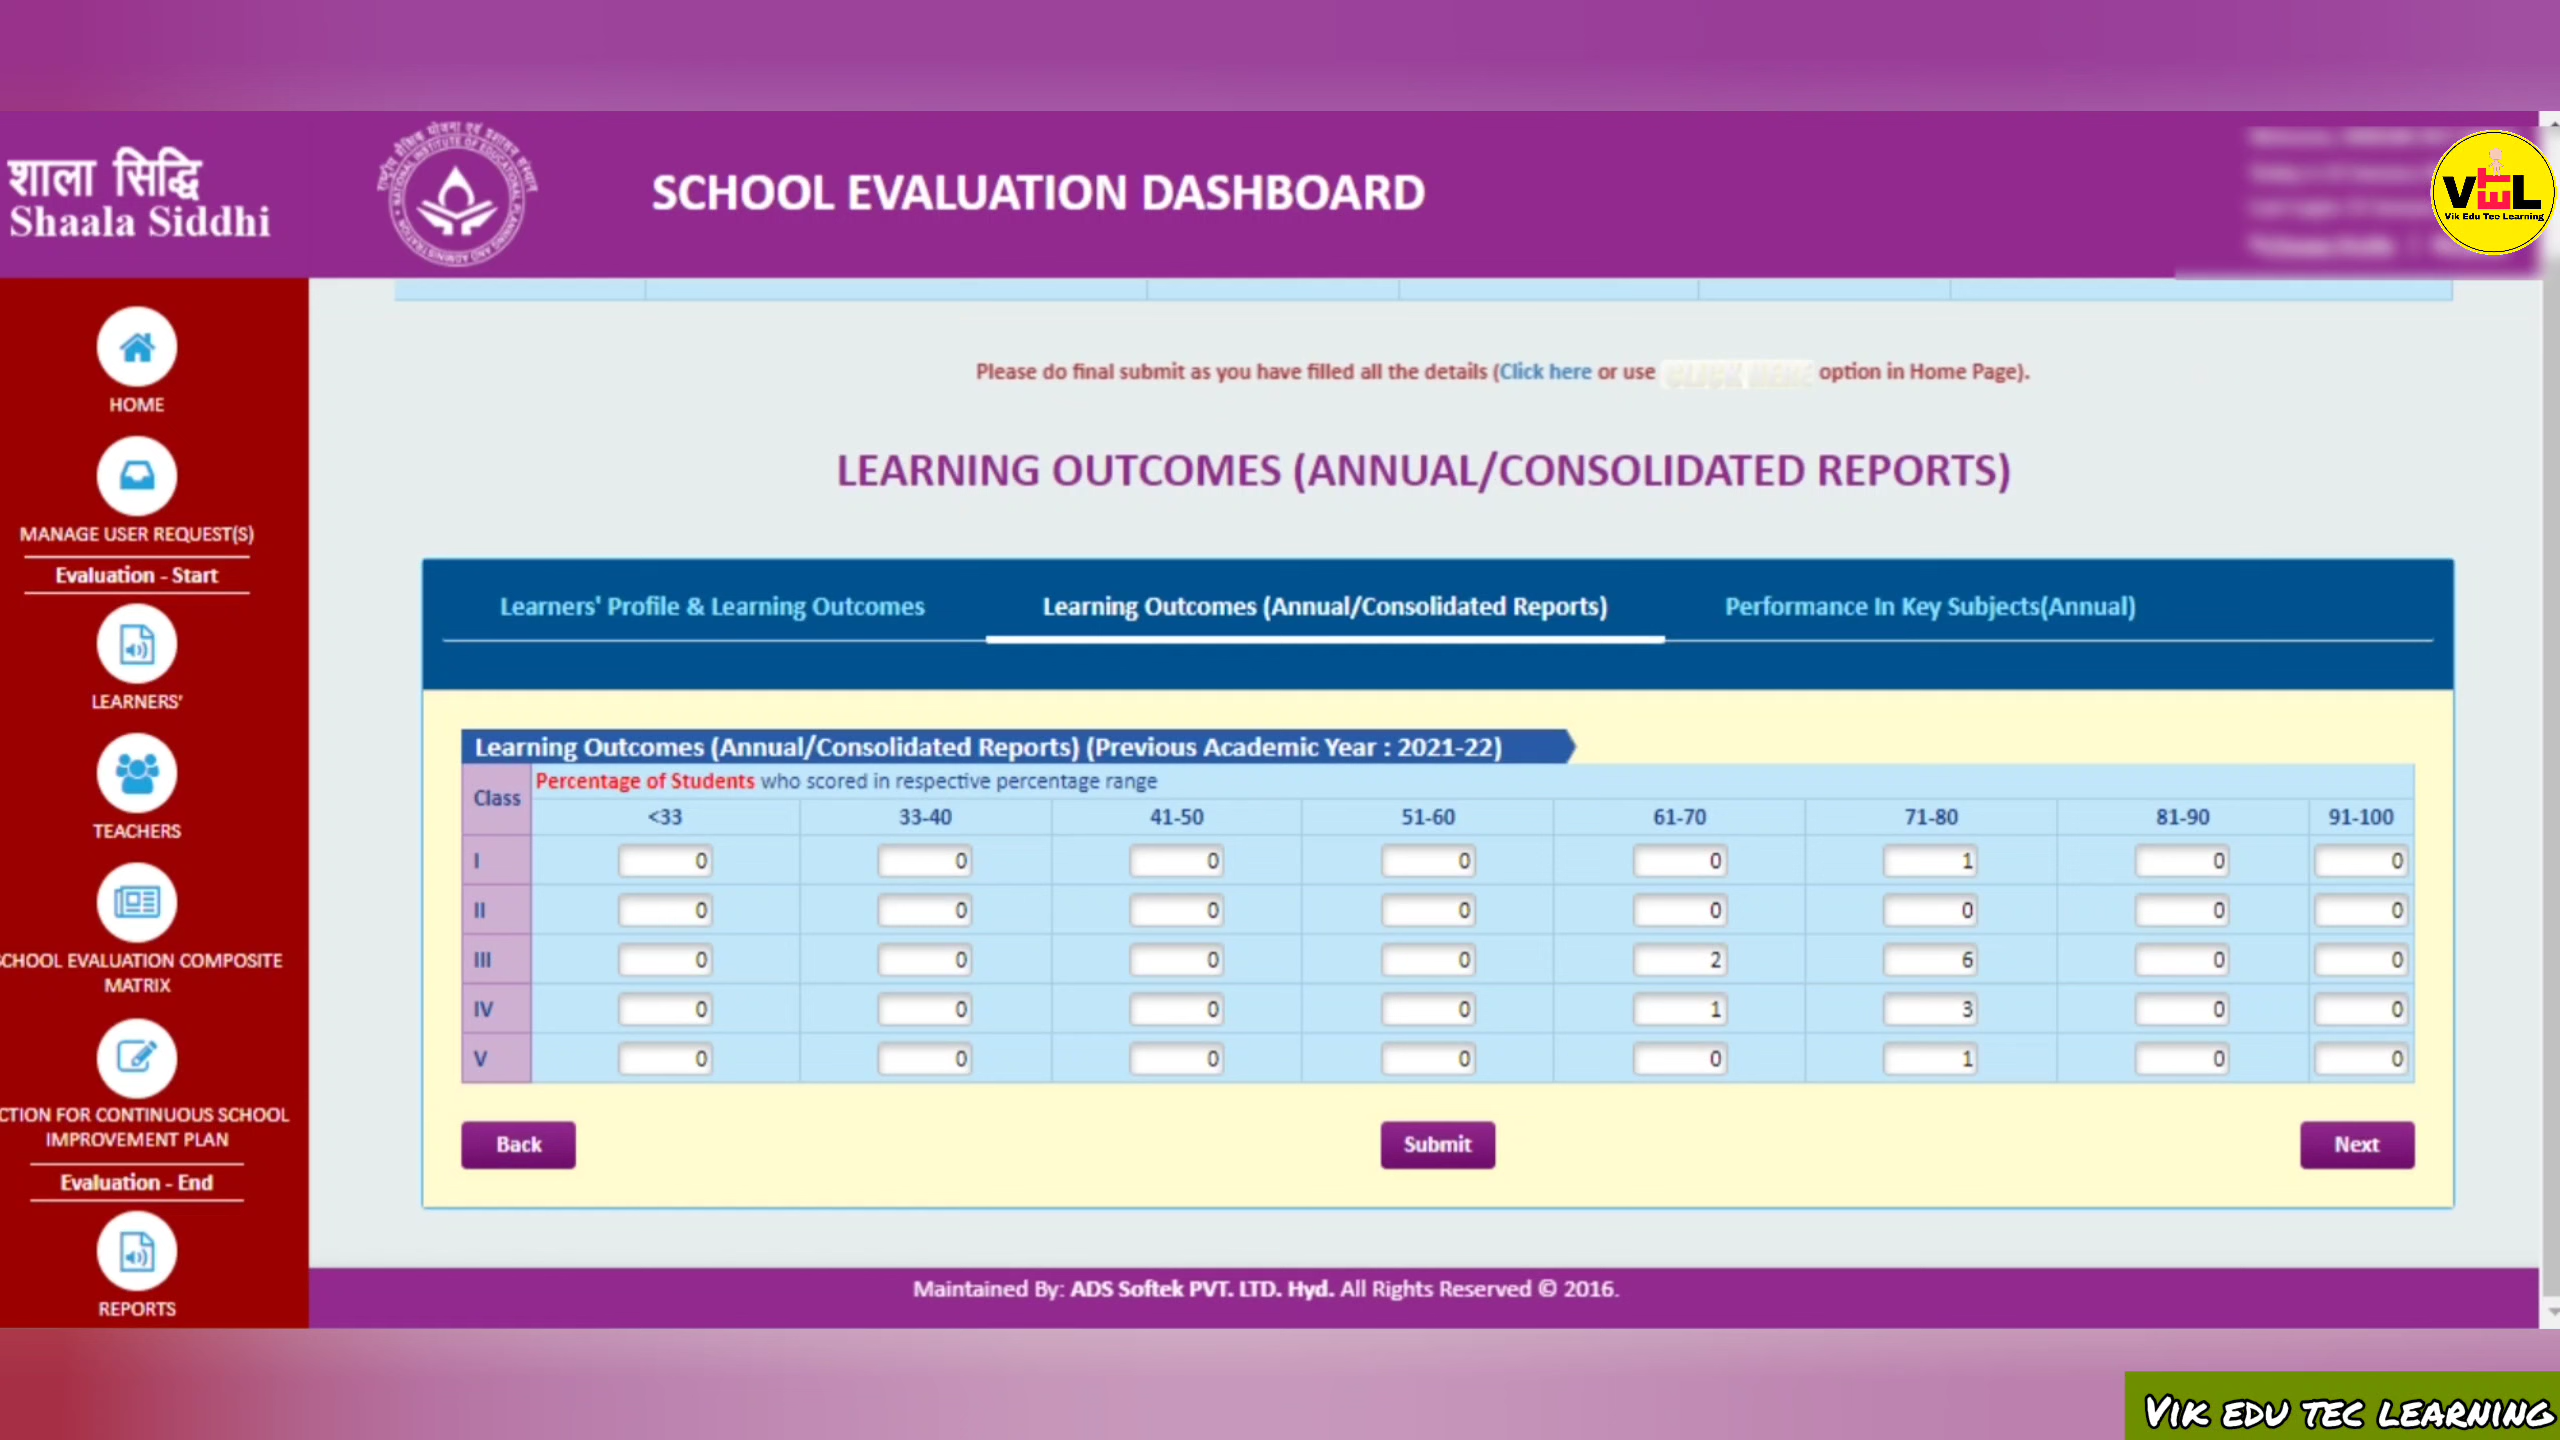 शाला सिद्धि
Shaala Siddhi
SCHOOL EVALUATION DASHBOARD
VEL
Vik Edu Tec Learning
HOME
MANAGE USER REQUEST(S)
Evaluation - Start
LEARNERS'
TEACHERS
SCHOOL EVALUATION COMPOSITE
MATRIX
CTION FOR CONTINUOUS SCHOOL
IMPROVEMENT PLAN
Evaluation - End
REPORTS
Please do final submit as you have filled all the details (Click here or use CLICK HERE option in Home Page).
LEARNING OUTCOMES (ANNUAL/CONSOLIDATED REPORTS)
Learners' Profile & Learning Outcomes Learning Outcomes (Annual/Consolidated Reports) Performance In Key Subjects(Annual)
Learning Outcomes (Annual/Consolidated Reports) (Previous Academic Year : 2021-22)
Class Percentage of Students who scored in respective percentage range
<33 33-40 41-50 51-60 61-70 71-80 81-90 91-100
I 0 0 0 0 0 1 0 0
II 0 0 0 0 0 0 0 0
III 0 0 0 0 2 6 0 0
IV 0 0 0 0 1 3 0 0
V 0 0 0 0 0 1 0 0
Back Submit Next
Maintained By: ADS Softek PVT. LTD. Hyd. All Rights Reserved © 2016.
VIK EDU TEC LEARNING